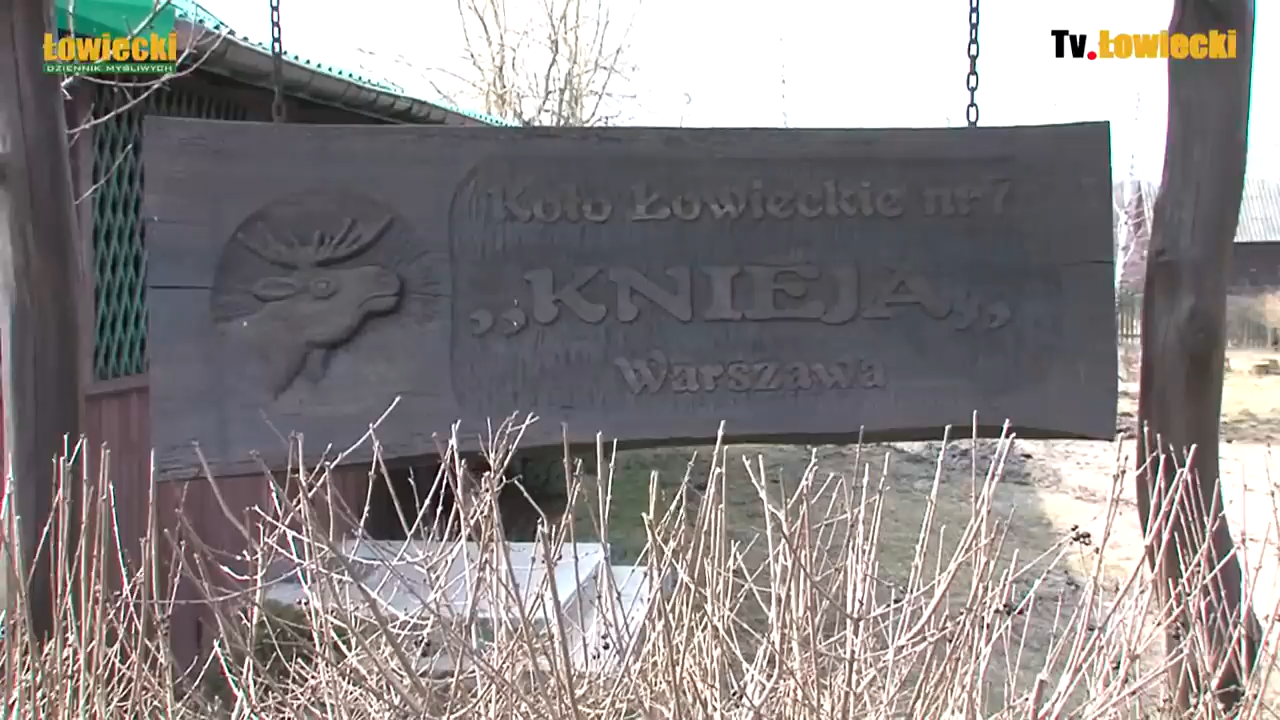 Łowiecki
DZIENNIK MYŚLIWYCH
Tv.Łowiecki
Koło Łowieckie nr 7
,,KNIEJA,,
Warszawa